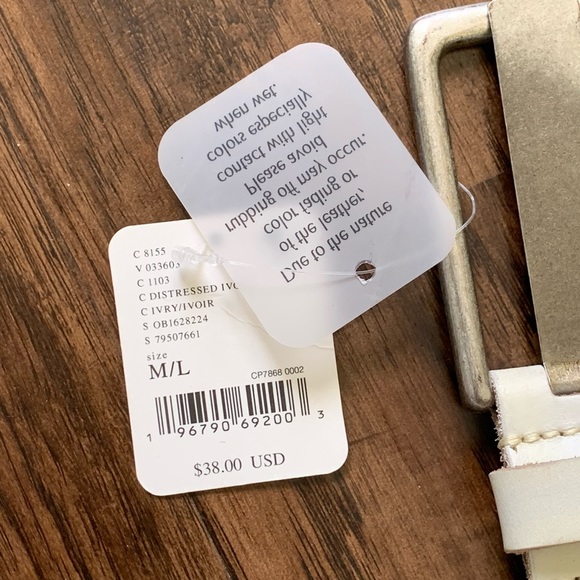 Due to the nature
of the leather,
color fading or
rubbing off may occur.
Please avoid
contact with light
colors especially
when wet.
C 8155
V 033603
C 1103
C DISTRESSED
C IVRY/IVOIR
S OB1628224
S 79507661
size
M/L
CP7868 0002
1 96790 69200 3
$38.00 USD